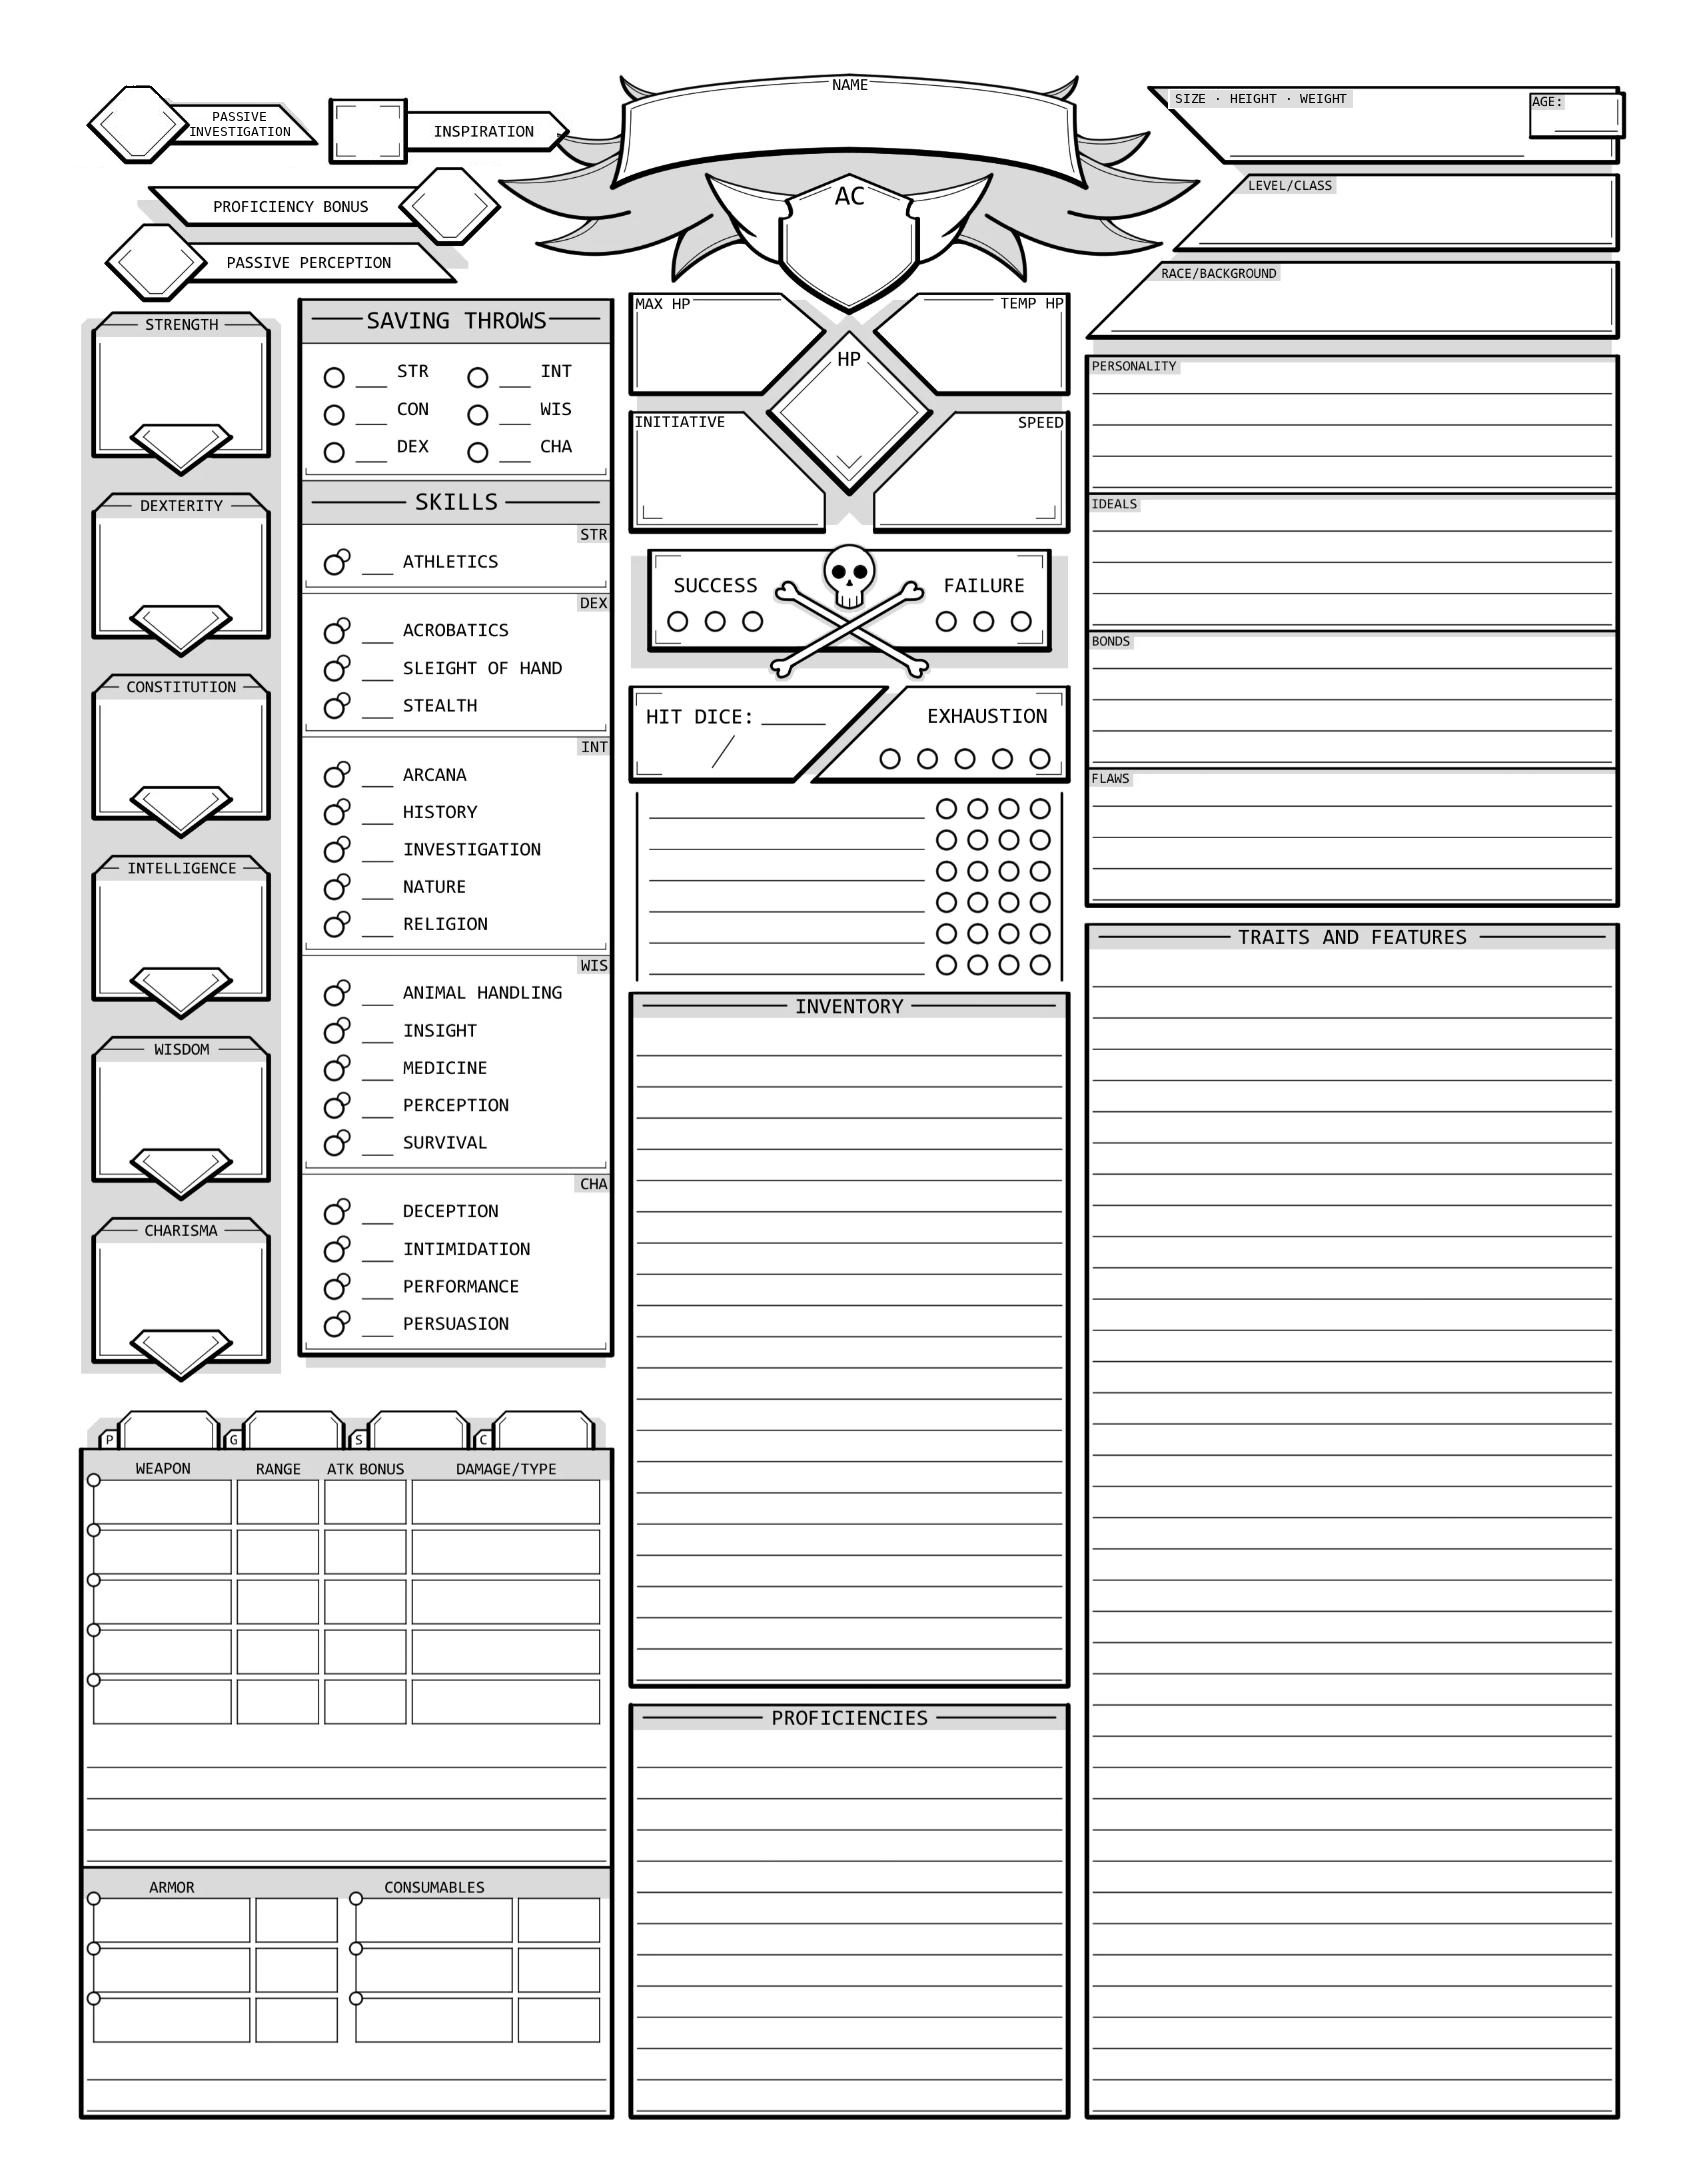 NAME
PASSIVE
INVESTIGATION
INSPIRATION
PROFICIENCY BONUS
PASSIVE PERCEPTION
AC
SIZE · HEIGHT · WEIGHT
AGE:
LEVEL/CLASS
RACE/BACKGROUND
STRENGTH
DEXTERITY
CONSTITUTION
INTELLIGENCE
WISDOM
CHARISMA
SAVING THROWS
STR INT
CON WIS
DEX CHA
SKILLS
STR
ATHLETICS
DEX
ACROBATICS
SLEIGHT OF HAND
STEALTH
INT
ARCANA
HISTORY
INVESTIGATION
NATURE
RELIGION
WIS
ANIMAL HANDLING
INSIGHT
MEDICINE
PERCEPTION
SURVIVAL
CHA
DECEPTION
INTIMIDATION
PERFORMANCE
PERSUASION
P G S C
WEAPON RANGE ATK BONUS DAMAGE/TYPE
ARMOR CONSUMABLES
MAX HP TEMP HP
HP
INITIATIVE SPEED
SUCCESS FAILURE
HIT DICE: EXHAUSTION
/
INVENTORY
PROFICIENCIES
PERSONALITY
IDEALS
BONDS
FLAWS
TRAITS AND FEATURES